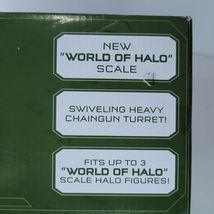 NEW
"WORLD OF HALO"
SCALE
SWIVELING HEAVY
CHAINGUN TURRET!
FITS UP TO 3
"WORLD OF HALO"
SCALE HALO FIGURES!